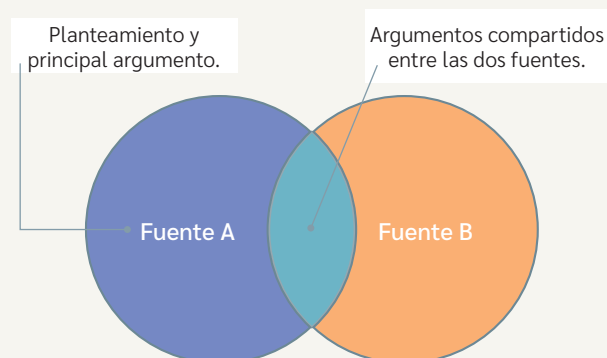 Planteamiento y
principal argumento.
Argumentos compartidos
entre las dos fuentes.
Fuente A
Fuente B